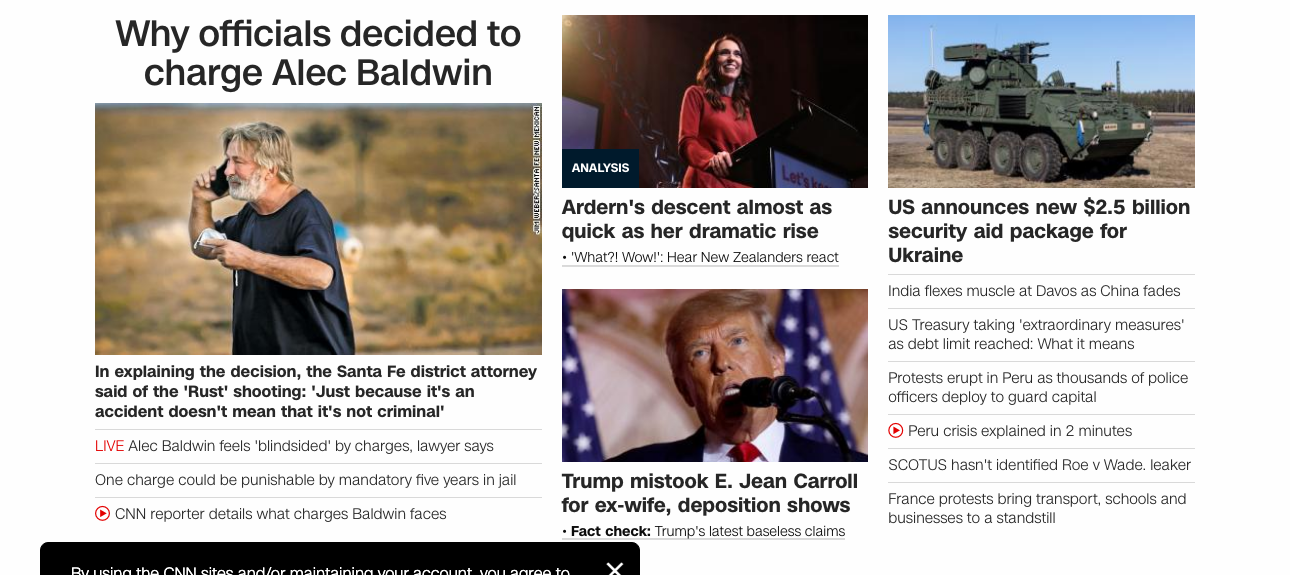 Why officials decided to
charge Alec Baldwin
JIM WEBER/SANTA FE NEW MEXICAN
In explaining the decision, the Santa Fe district attorney
said of the 'Rust' shooting: 'Just because it's an
accident doesn't mean that it's not criminal'
LIVE Alec Baldwin feels 'blindsided' by charges, lawyer says
One charge could be punishable by mandatory five years in jail
CNN reporter details what charges Baldwin faces
ANALYSIS
Let's
Ardern's descent almost as
quick as her dramatic rise
• 'What?! Wow!': Hear New Zealanders react
Trump mistook E. Jean Carroll
for ex-wife, deposition shows
• Fact check: Trump's latest baseless claims
US announces new $2.5 billion
security aid package for
Ukraine
India flexes muscle at Davos as China fades
US Treasury taking 'extraordinary measures'
as debt limit reached: What it means
Protests erupt in Peru as thousands of police
officers deploy to guard capital
Peru crisis explained in 2 minutes
SCOTUS hasn't identified Roe v Wade. leaker
France protests bring transport, schools and
businesses to a standstill
By using the CNN sites and/or maintaining your account, you agree to